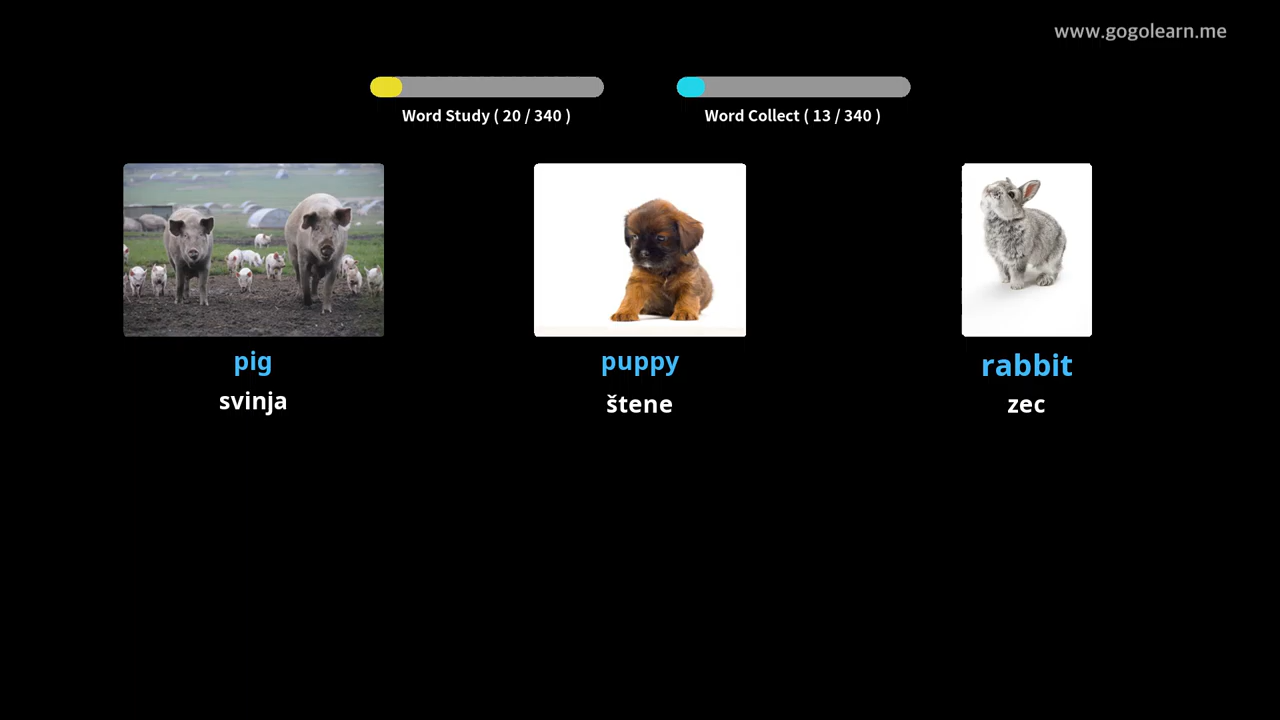 www.gogolearn.me
Word Study ( 20 / 340 )
Word Collect ( 13 / 340 )
pig
puppy
rabbit
svinja
štene
zec